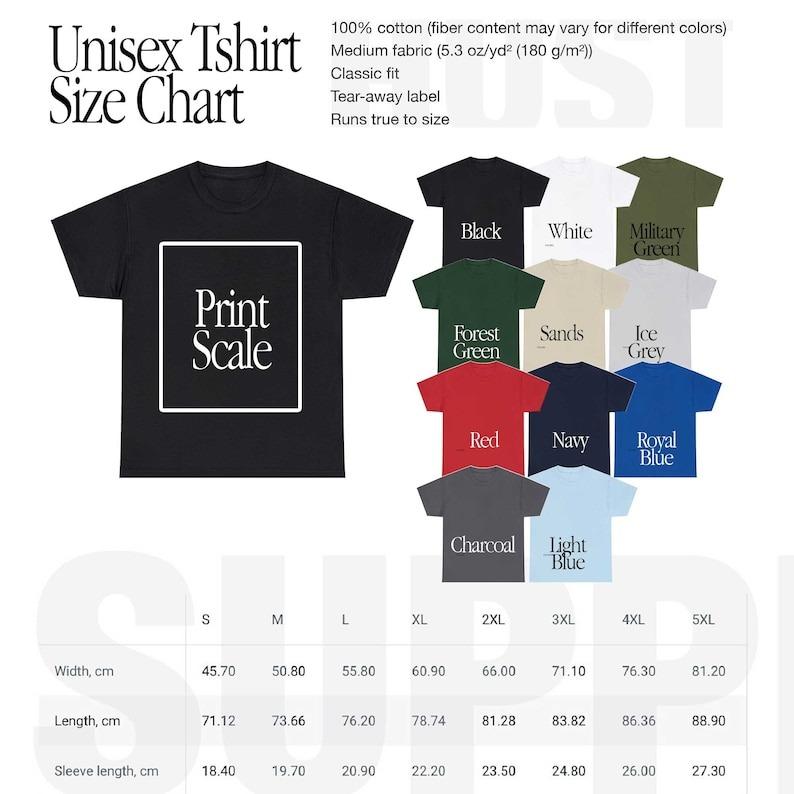 Unisex Tshirt
Size Chart
100% cotton (fiber content may vary for different colors)
Medium fabric (5.3 oz/yd² (180 g/m²))
Classic fit
Tear-away label
Runs true to size
Print
Scale
Black
White
Military
Green
Forest
Green
Sands
Ice
Grey
Red
Navy
Royal
Blue
Charcoal
Light
Blue
SUPPL
S M L XL 2XL 3XL 4XL 5XL
Width, cm 45.70 50.80 55.80 60.90 66.00 71.10 76.30 81.20
Length, cm 71.12 73.66 76.20 78.74 81.28 83.82 86.36 88.90
Sleeve length, cm 18.40 19.70 20.90 22.20 23.50 24.80 26.00 27.30